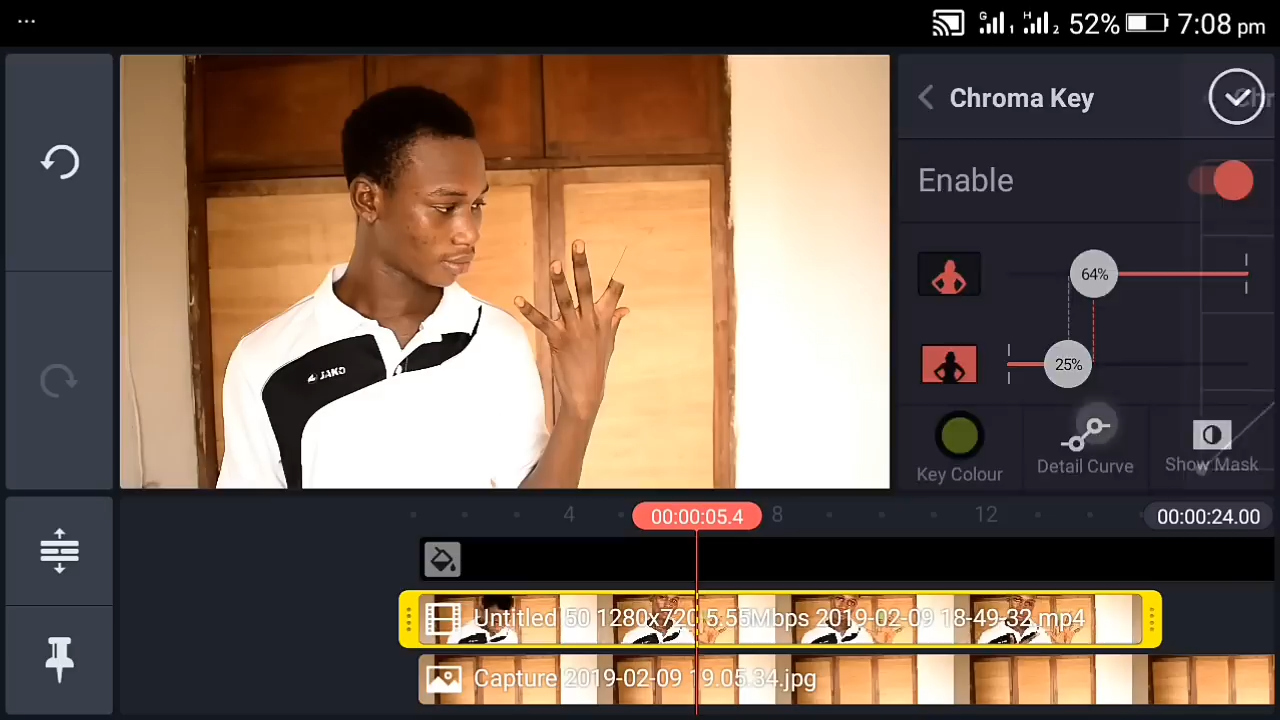 ... G 1 H 2 52% 7:08 pm
Chroma Key
Enable
64%
JAKO
25%
Key Colour Detail Curve Show Mask
4 00:00:05.4 8 12 00:00:24.00
Untitled 50 1280x720 5.55Mbps 2019-02-09 18-49-32.mp4
Capture 2019-02-09 19.05.34.jpg